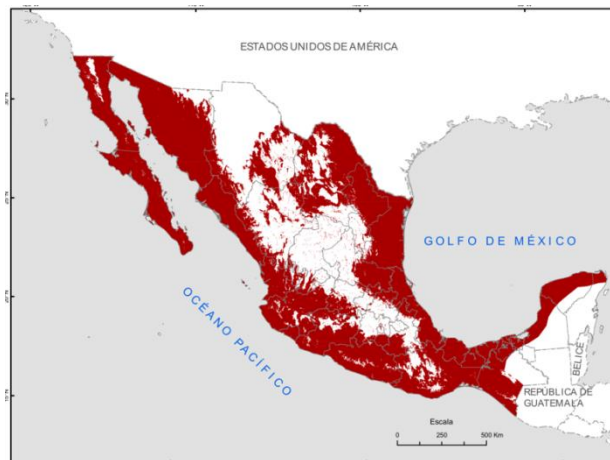 ESTADOS UNIDOS DE AMÉRICA
GOLFO DE MÉXICO
OCÉANO PACÍFICO
BELICE
REPÚBLICA DE
GUATEMALA
Escala
0 250 500 Km